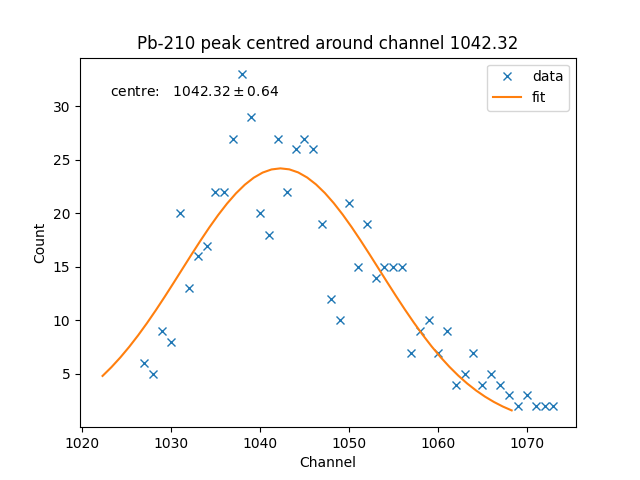 Pb-210 peak centred around channel 1042.32
centre: 1042.32 ± 0.64
data
fit
30
25
20
15
10
5
Count
1020 1030 1040 1050 1060 1070
Channel